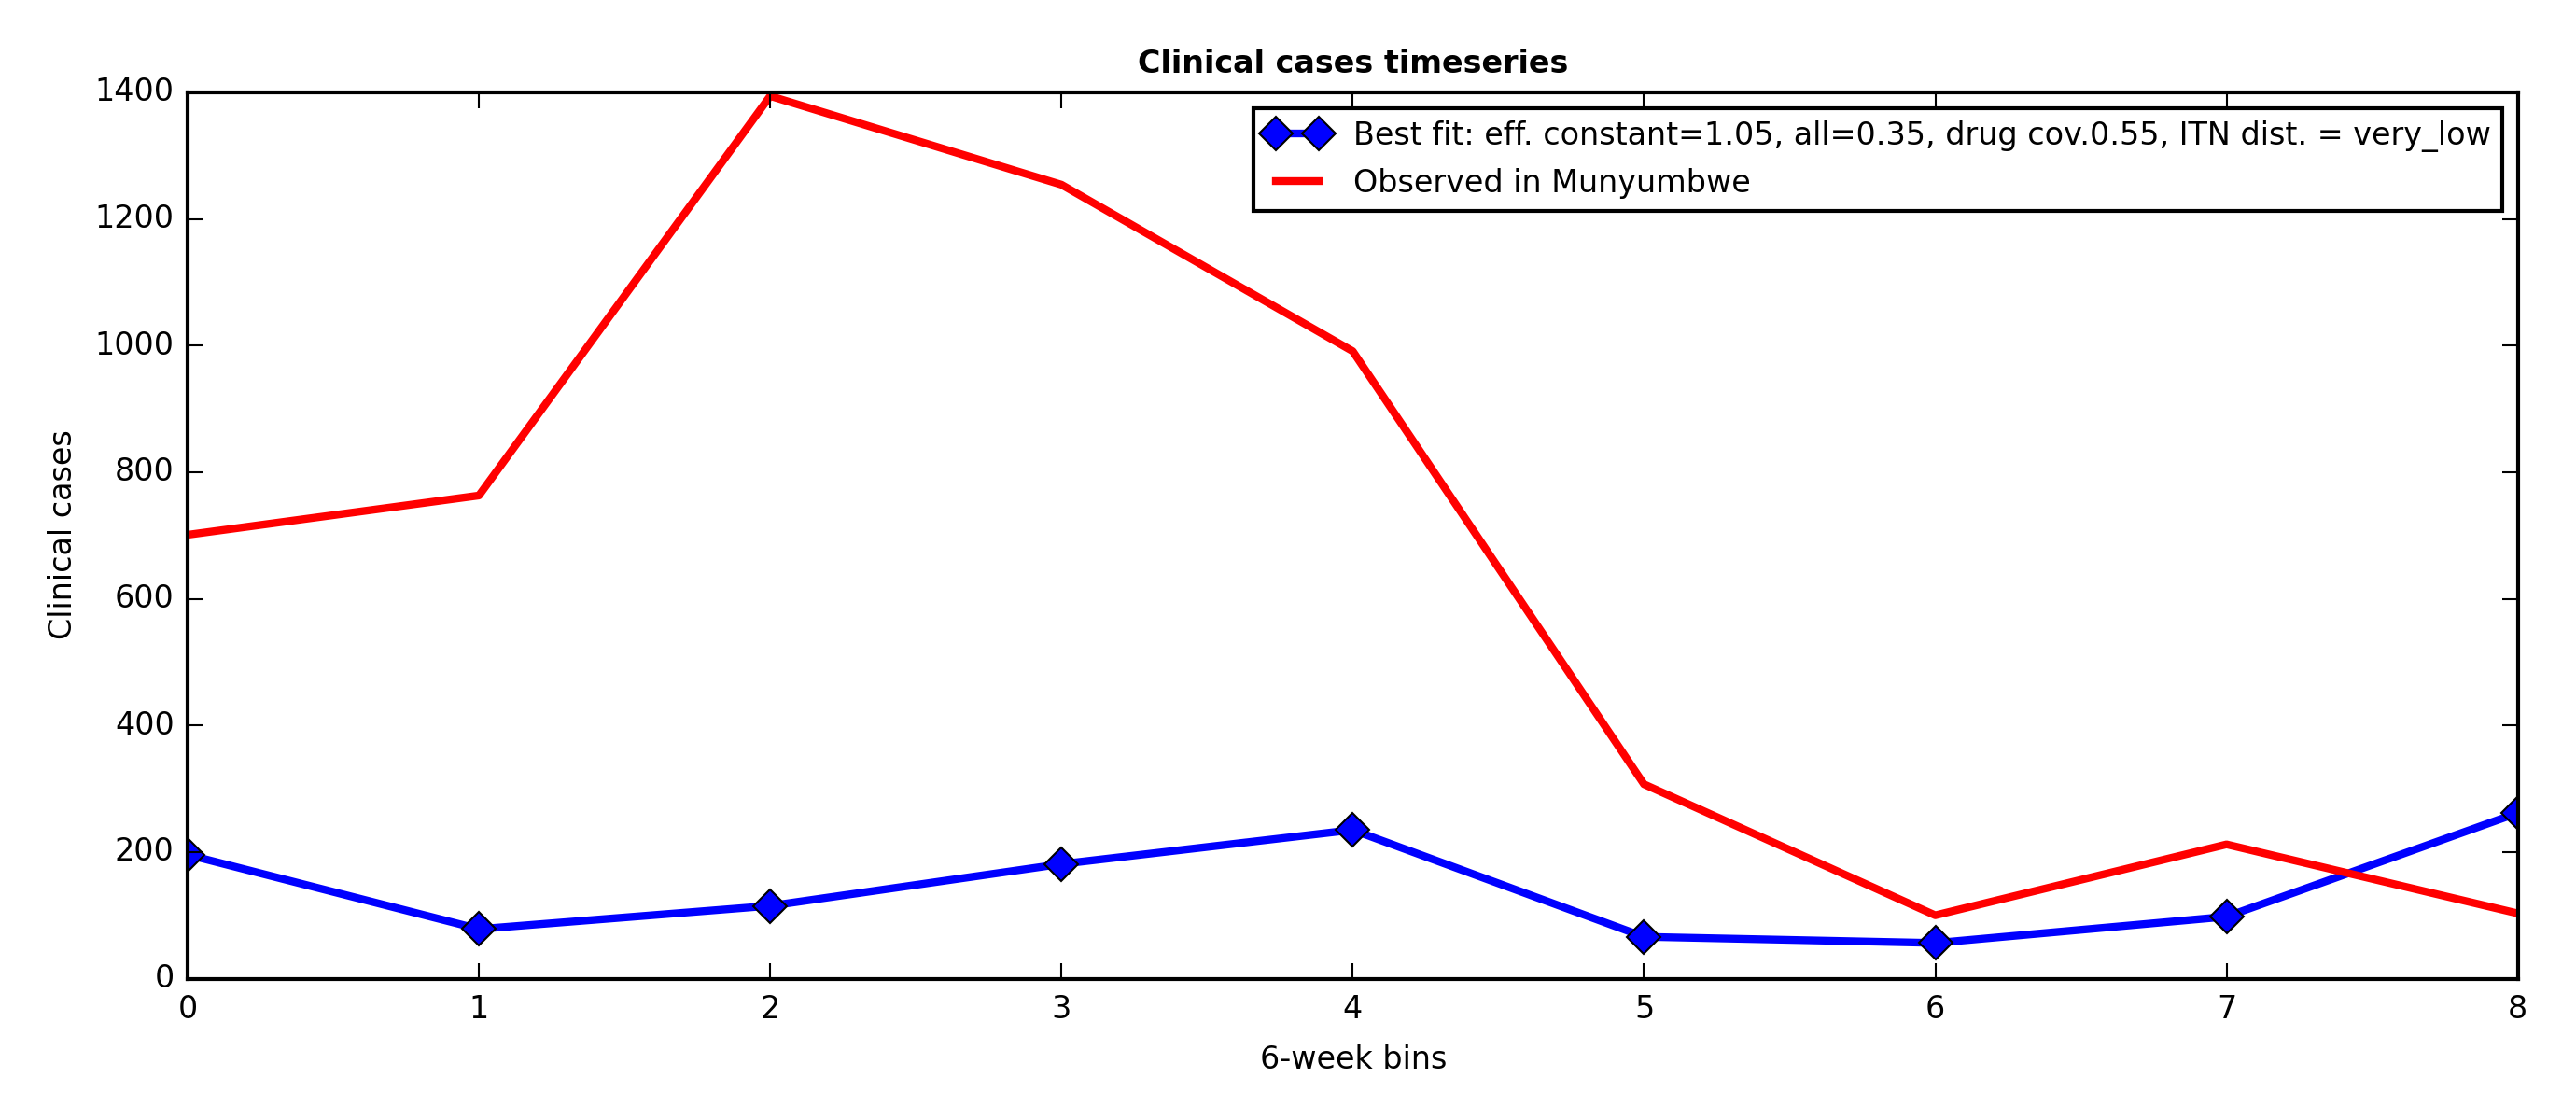 Clinical cases timeseries
1400
1200
1000
800
600
400
200
0
Clinical cases
Best fit: eff. constant=1.05, all=0.35, drug cov.0.55, ITN dist. = very_low
Observed in Munyumbwe
0 1 2 3 4 5 6 7 8
6-week bins